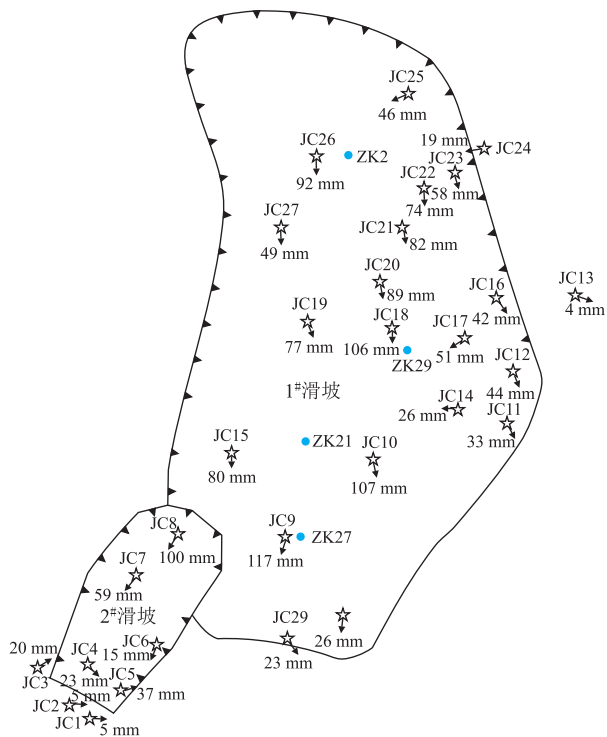 JC25
46 mm
19 mm
JC24
JC26
ZK2
JC23
92 mm
JC22
58 mm
74 mm
JC27
JC21
49 mm
82 mm
JC20
89 mm
JC16
JC13
42 mm
4 mm
JC19
JC18
JC17
77 mm
106 mm
51 mm
ZK29
JC12
44 mm
1#滑坡
JC14
26 mm
JC11
33 mm
JC15
ZK21
JC10
80 mm
107 mm
JC8
JC9
ZK27
100 mm
117 mm
JC7
59 mm
2#滑坡
JC29
26 mm
23 mm
JC6
15 mm
20 mm
JC4
JC3
23 mm
JC5
37 mm
5 mm
JC2
JC1
5 mm